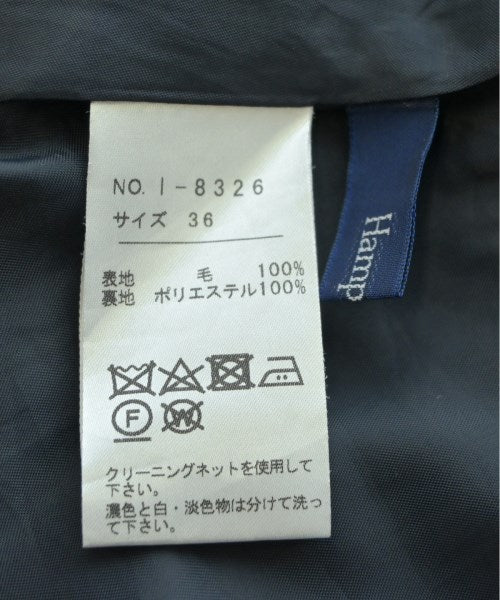 NO. I-8326
サイズ 36
表地 毛 100%
裏地 ポリエステル100%
F W
クリーニングネットを使用して
下さい。
濃色と白・淡色物は分けて洗っ
て下さい。
Hamp